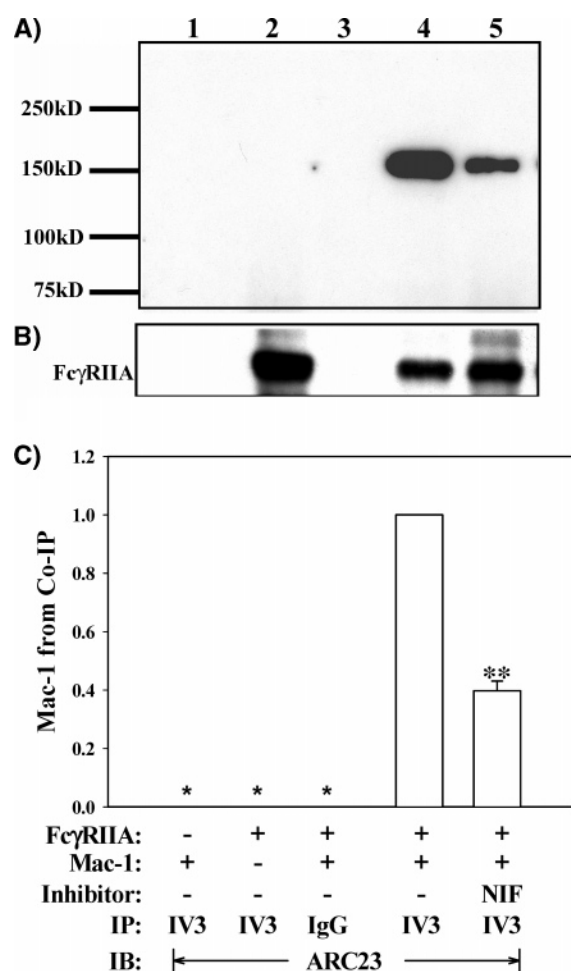 A)
1 2 3 4 5
250kD
150kD
100kD
75kD
B)
FcγRIIA
C)
Mac-1 from Co-IP
1.2
1.0
0.8
0.6
0.4
0.2
0.0
* * * **
FcγRIIA: - + + + +
Mac-1: + - + + +
Inhibitor: - - - - NIF
IP: IV3 IV3 IgG IV3 IV3
IB: ARC23